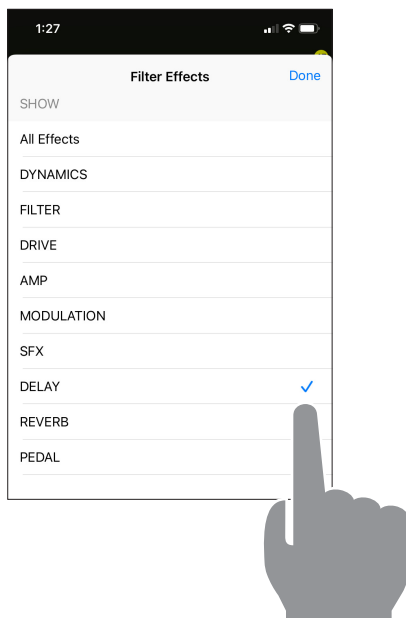 1:27
Filter Effects
Done
SHOW
All Effects
DYNAMICS
FILTER
DRIVE
AMP
MODULATION
SFX
DELAY
REVERB
PEDAL